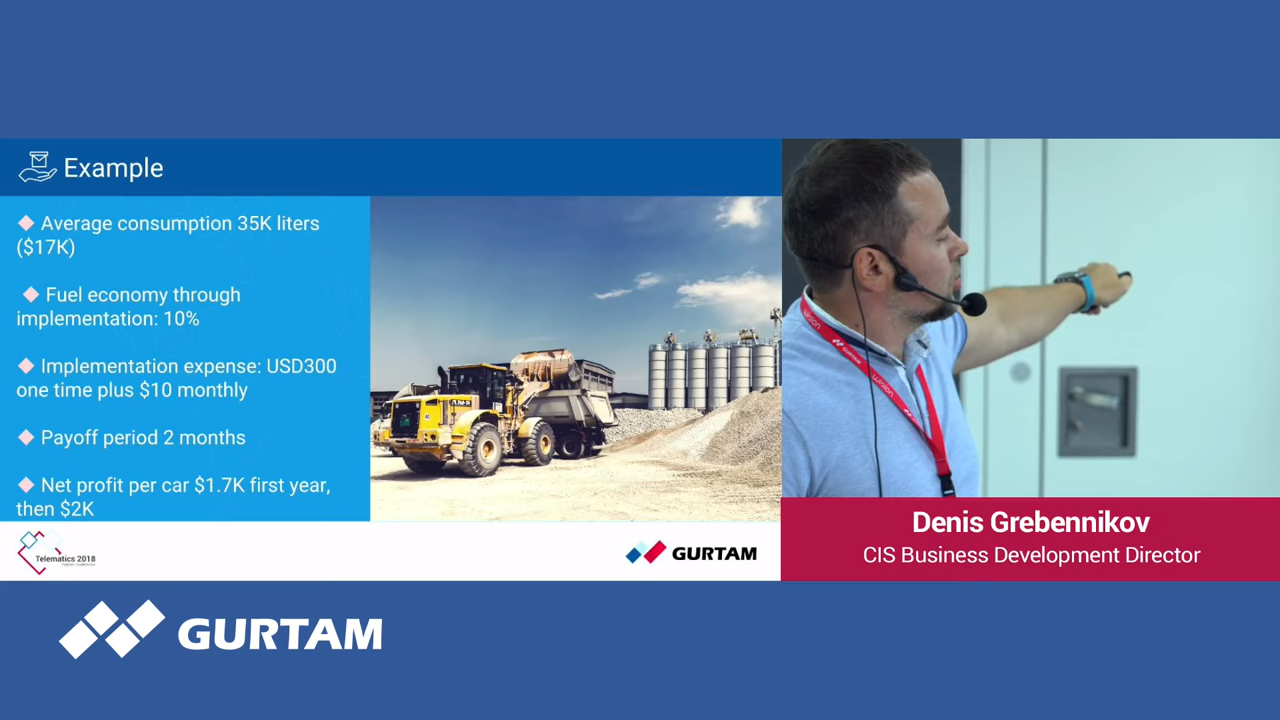 Example
Average consumption 35K liters
($17K)
Fuel economy through
implementation: 10%
Implementation expense: USD300
one time plus $10 monthly
Payoff period 2 months
Net profit per car $1.7K first year,
then $2K
Telematics 2018
GURTAM
GURTAM
wialon
Denis Grebennikov
CIS Business Development Director
GURTAM